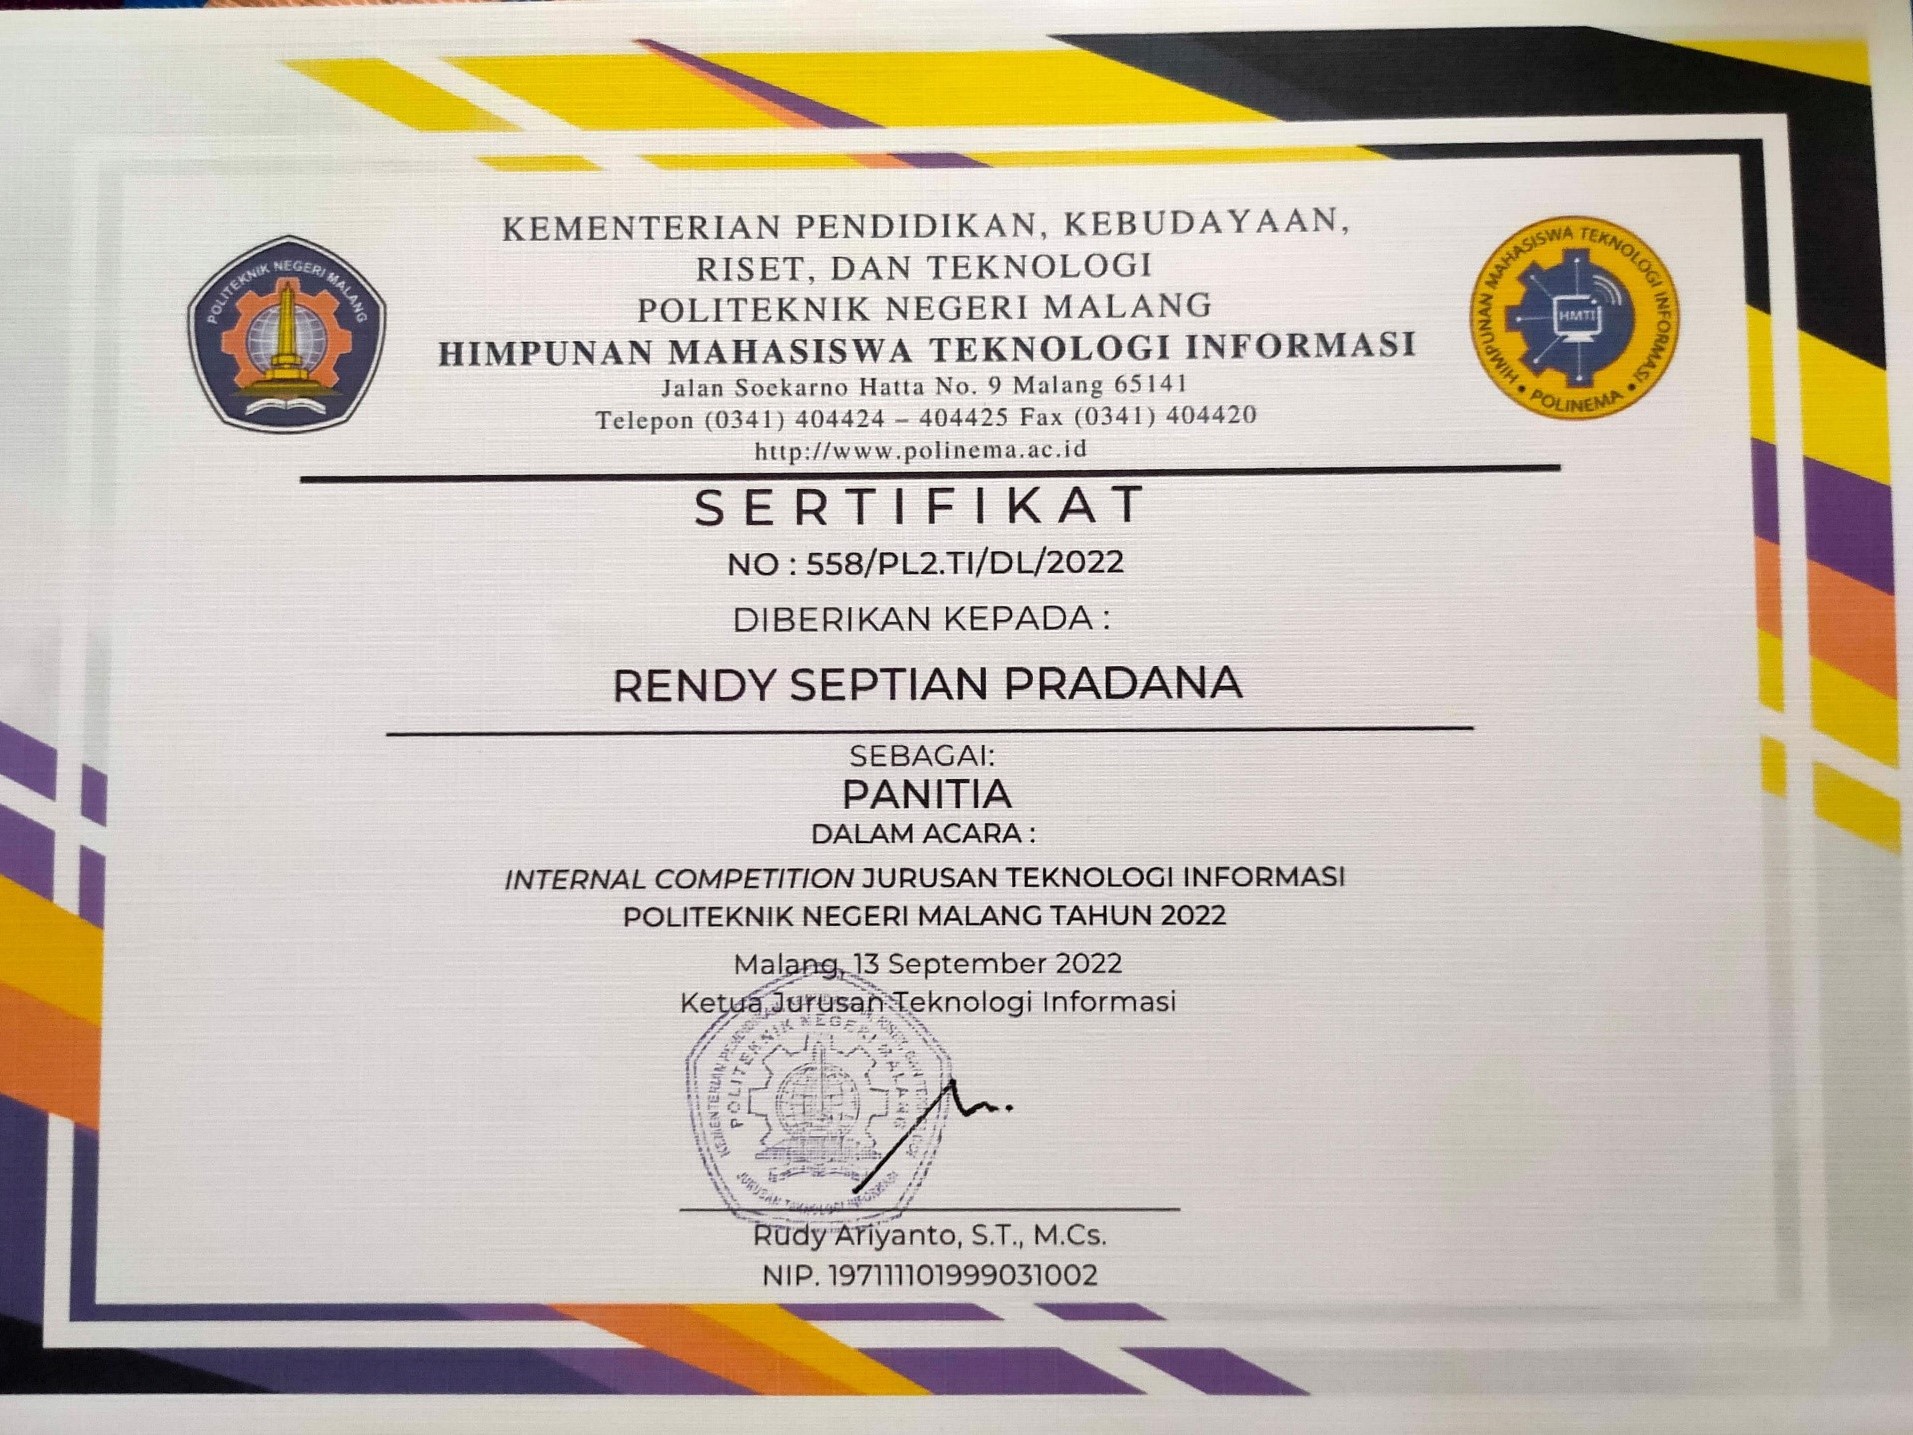 KEMENTERIAN PENDIDIKAN, KEBUDAYAAN,
RISET, DAN TEKNOLOGI
POLITEKNIK NEGERI MALANG
HIMPUNAN MAHASISWA TEKNOLOGI INFORMASI
Jalan Soekarno Hatta No. 9 Malang 65141
Telepon (0341) 404424 – 404425 Fax (0341) 404420
http://www.polinema.ac.id
POLITEKNIK NEGERI MALANG
HIMPUNAN MAHASISWA TEKNOLOGI INFORMASI
HMTI
• POLINEMA •
SERTIFIKAT
NO : 558/PL2.TI/DL/2022
DIBERIKAN KEPADA :
RENDY SEPTIAN PRADANA
SEBAGAI:
PANITIA
DALAM ACARA :
INTERNAL COMPETITION JURUSAN TEKNOLOGI INFORMASI
POLITEKNIK NEGERI MALANG TAHUN 2022
Malang, 13 September 2022
Ketua Jurusan Teknologi Informasi
POLITEKNIK NEGERI MALANG
JURUSAN TEKNOLOGI INFORMASI
Rudy Ariyanto, S.T., M.Cs.
NIP. 197111101999031002